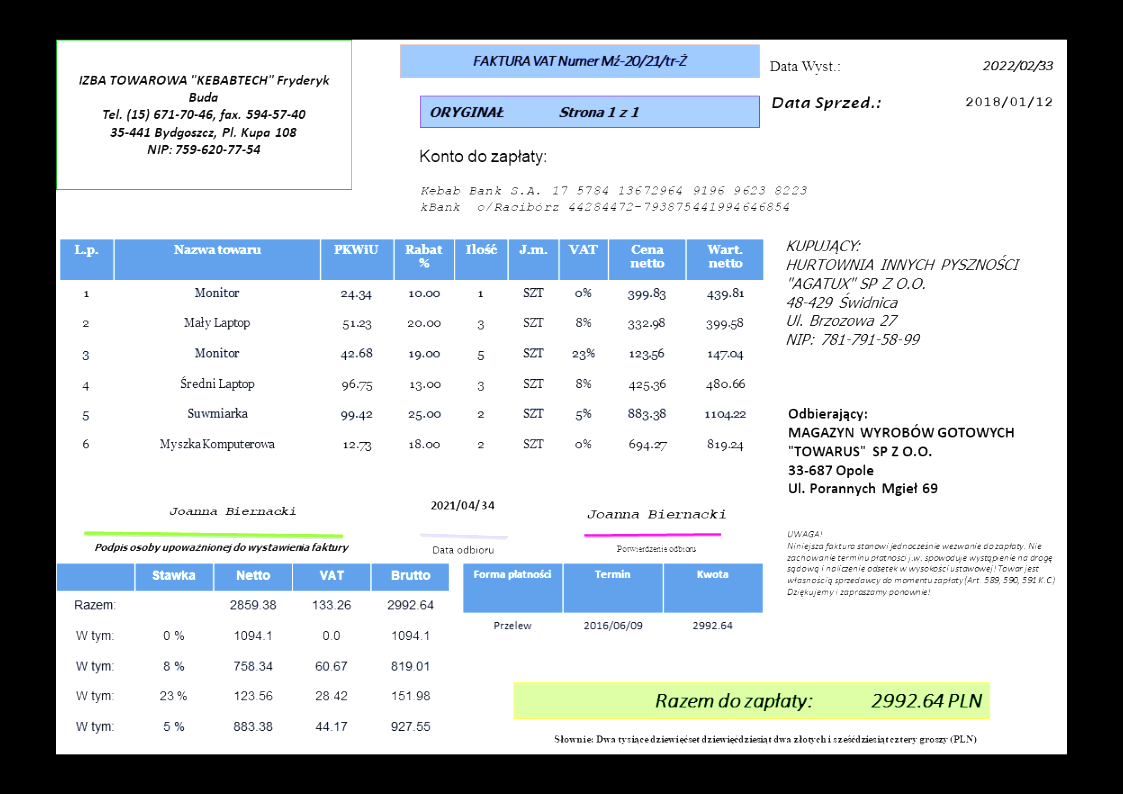 IZBA TOWAROWA "KEBABTECH" Fryderyk
Buda
Tel. (15) 671-70-46, fax. 594-57-40
35-441 Bydgoszcz, Pl. Kupa 108
NIP: 759-620-77-54
FAKTURA VAT Numer Mź-20/21/tr-Ż
ORYGINAŁ Strona 1 z 1
Data Wyst.: 2022/02/33
Data Sprzed.: 2018/01/12
Konto do zapłaty:
Kebab Bank S.A. 17 5784 13672964 9196 9623 8223
kBank o/Racibórz 44284472-793875441994646854
L.p. Nazwa towaru PKWiU Rabat % Ilość J.m. VAT Cena netto Wart. netto
1 Monitor 24.34 10.00 1 SZT 0% 399.83 439.81
2 Mały Laptop 51.23 20.00 3 SZT 8% 332.98 399.58
3 Monitor 42.68 19.00 5 SZT 23% 123.56 147.04
4 Średni Laptop 96.75 13.00 3 SZT 8% 425.36 480.66
5 Suwmiarka 99.42 25.00 2 SZT 5% 883.38 1104.22
6 Myszka Komputerowa 12.73 18.00 2 SZT 0% 694.27 819.24
KUPUJĄCY:
HURTOWNIA INNYCH PYSZNOŚCI
"AGATUX" SP Z O.O.
48-429 Świdnica
Ul. Brzozowa 27
NIP: 781-791-58-99
Odbierający:
MAGAZYN WYROBÓW GOTOWYCH
"TOWARUS" SP Z O.O.
33-687 Opole
Ul. Porannych Mgieł 69
Joanna Biernacki
Podpis osoby upoważnionej do wystawienia faktury
2021/04/34
Data odbioru
Joanna Biernacki
Potwierdzenie odbioru
UWAGA!
Niniejsza faktura stanowi jednocześnie wezwanie do zapłaty. Nie
zachowanie terminu płatności j.w. spowoduje wystąpienie na drogę
sądową i naliczenie odsetek w wysokości ustawowej! Towar jest
własnością sprzedawcy do momentu zapłaty (Art. 589, 590, 591 K.C.)
Dziękujemy i zapraszamy ponownie!
Stawka Netto VAT Brutto
Razem: 2859.38 133.26 2992.64
W tym: 0 % 1094.1 0.0 1094.1
W tym: 8 % 758.34 60.67 819.01
W tym: 23 % 123.56 28.42 151.98
W tym: 5 % 883.38 44.17 927.55
Forma płatności Termin Kwota
Przelew 2016/06/09 2992.64
Razem do zapłaty: 2992.64 PLN
Słownie: Dwa tysiące dziewięćset dziewięćdziesiąt dwa złotych i sześćdziesiąt cztery groszy (PLN)